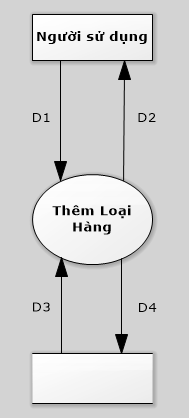 Người sử dụng
D1
D2
Thêm Loại
Hàng
D3
D4